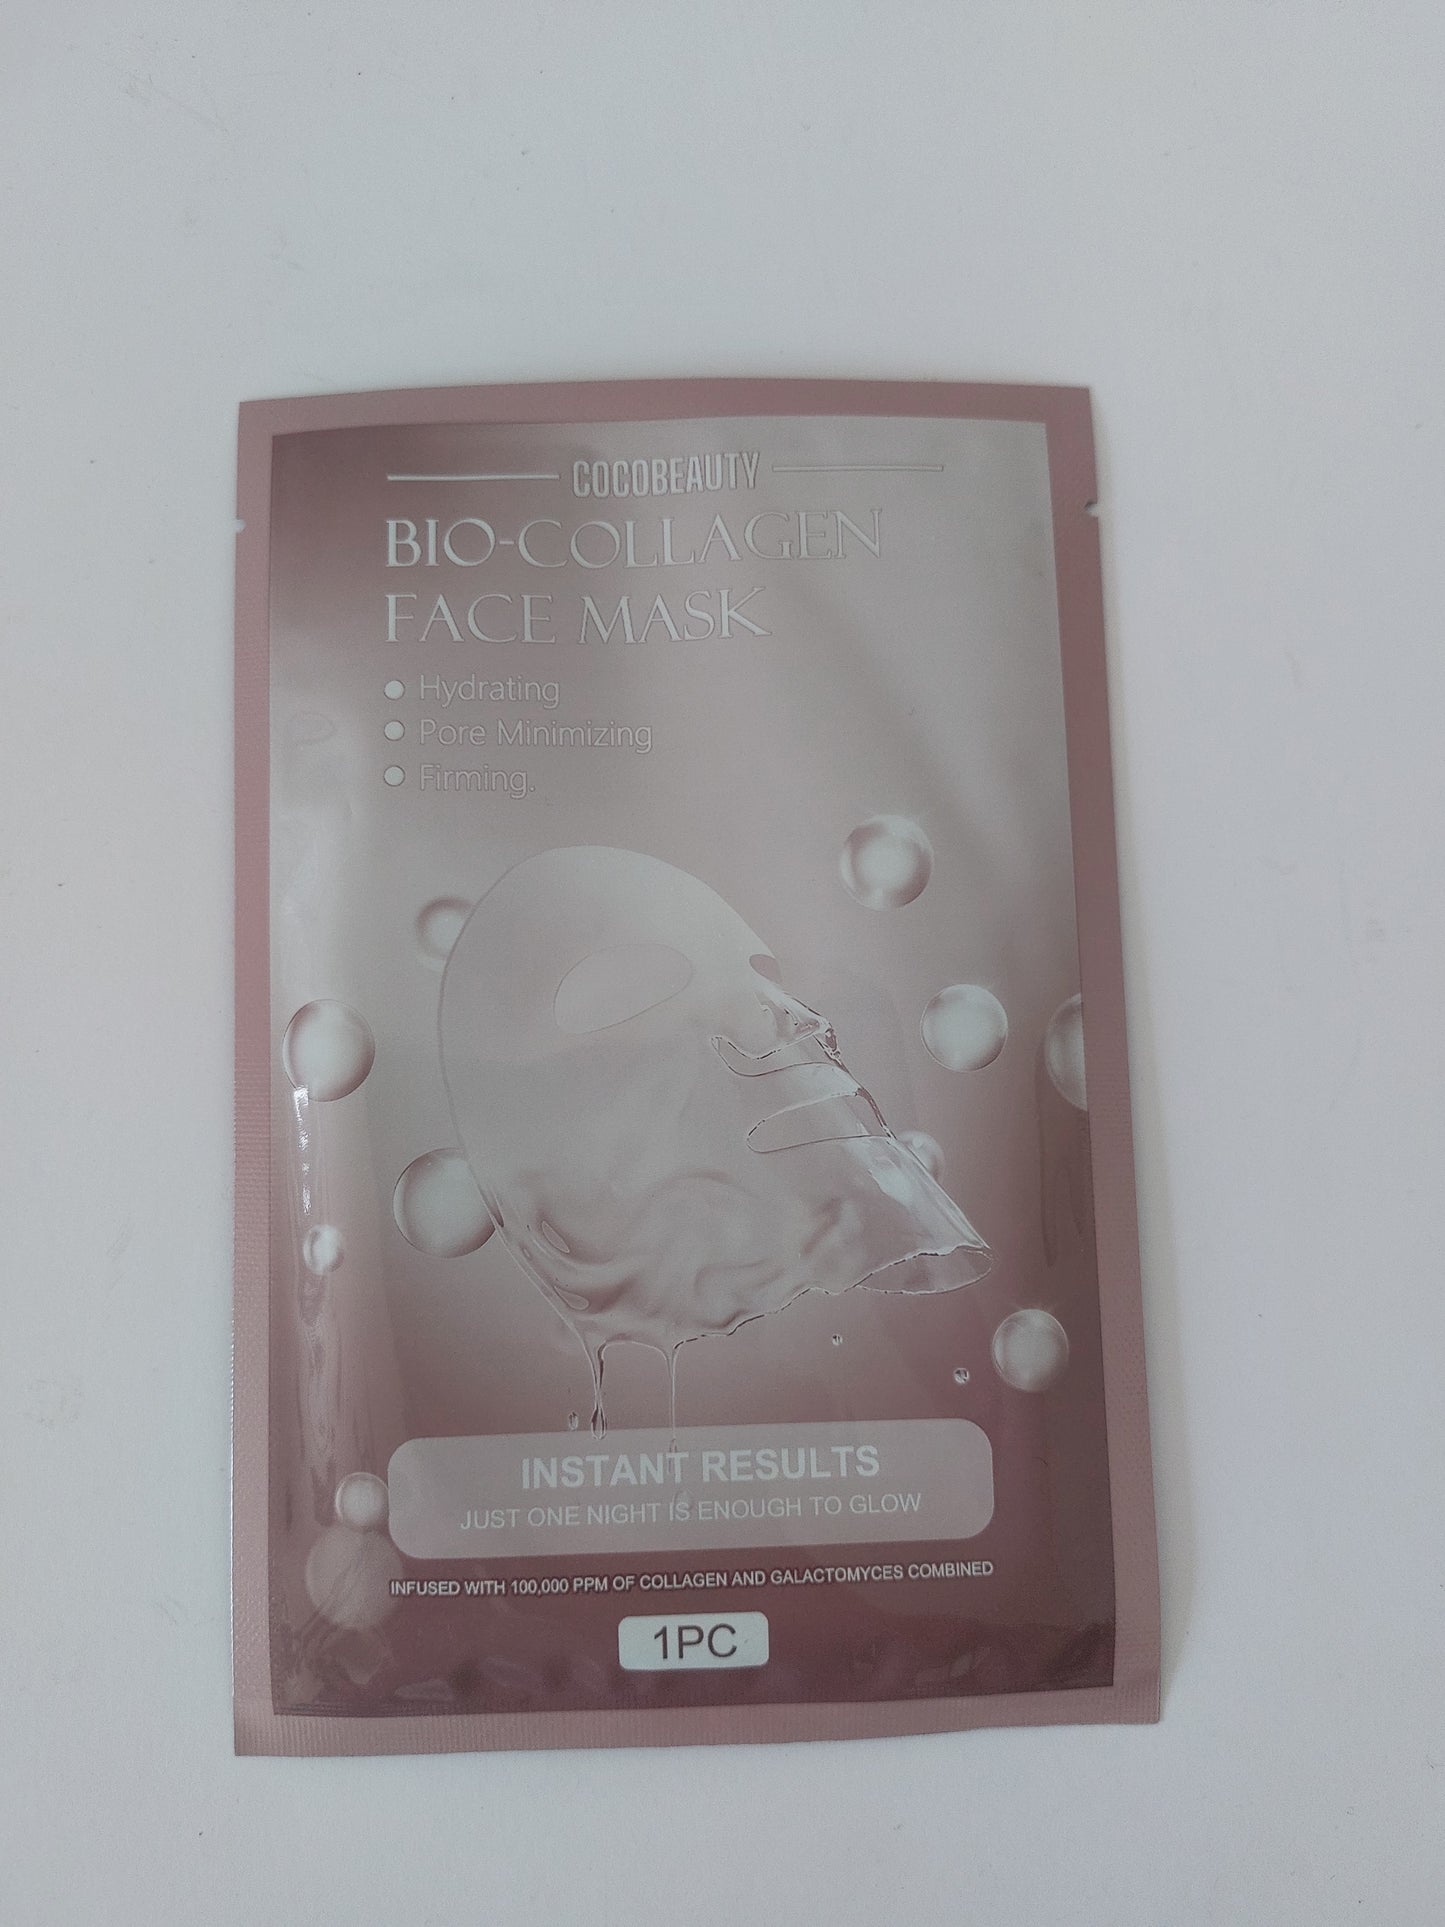 COCOBEAUTY
BIO-COLLAGEN
FACE MASK
Hydrating
Pore Minimizing
Firming.
INSTANT RESULTS
JUST ONE NIGHT IS ENOUGH TO GLOW
INFUSED WITH 100,000 PPM OF COLLAGEN AND GALACTOMYCES COMBINED
1PC